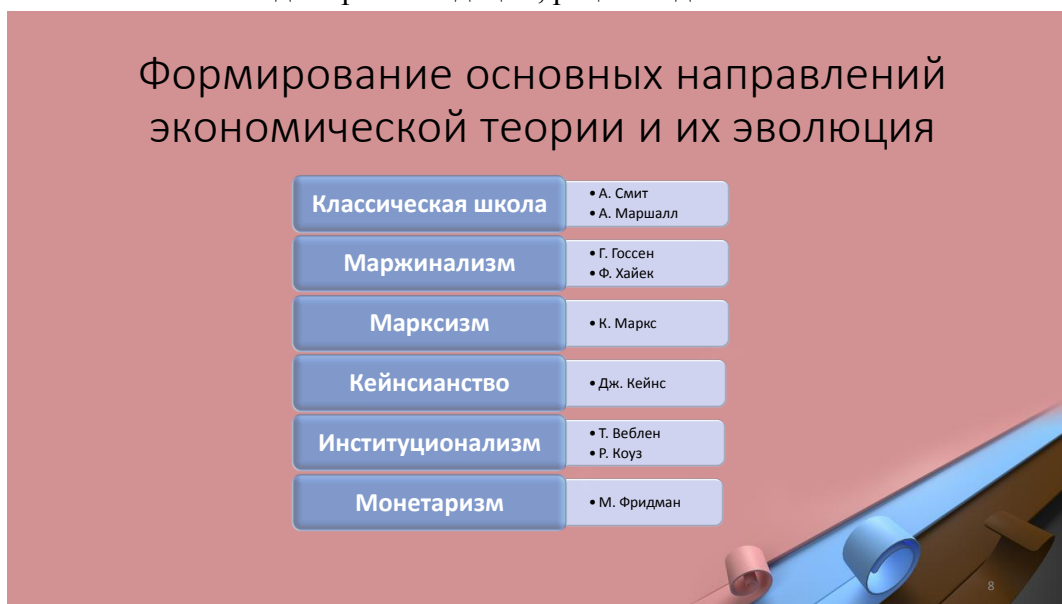 Формирование основных направлений
экономической теории и их эволюция
Классическая школа
• А. Смит
• А. Маршалл
Маржинализм
• Г. Госсен
• Ф. Хайек
Марксизм
• К. Маркс
Кейнсианство
• Дж. Кейнс
Институционализм
• Т. Веблен
• Р. Коуз
Монетаризм
• М. Фридман
8